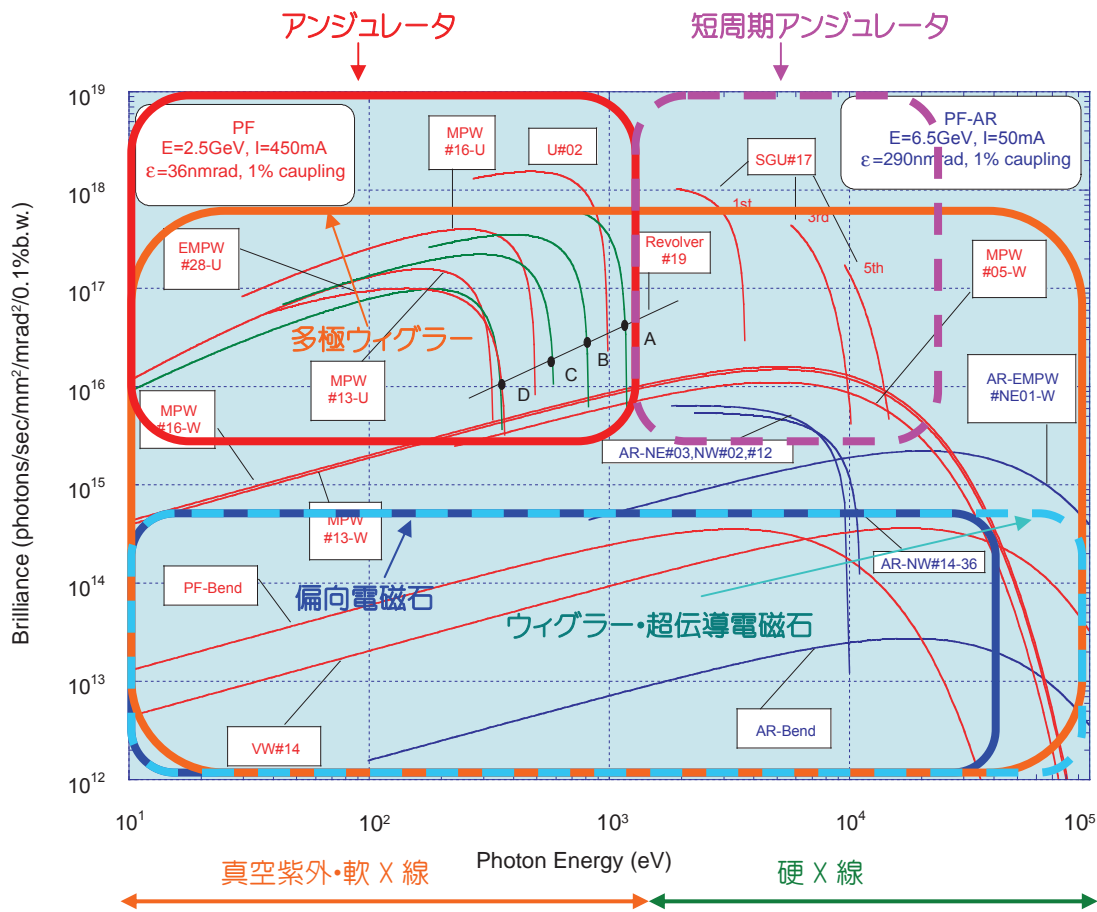 アンジュレータ
短周期アンジュレータ
10^19
PF
E=2.5GeV, I=450mA
ε=36nmrad, 1% caupling
MPW
#16-U
U#02
SGU#17
PF-AR
E=6.5GeV, I=50mA
ε=290nmrad, 1% caupling
10^18
1st
3rd
5th
EMPW
#28-U
Revolver
#19
MPW
#05-W
10^17
多極ウィグラー
A
B
C
D
MPW
#13-U
10^16
MPW
#16-W
AR-EMPW
#NE01-W
AR-NE#03,NW#02,#12
10^15
MPW
#13-W
AR-NW#14-36
10^14
PF-Bend
偏向電磁石
ウィグラー・超伝導電磁石
10^13
VW#14
AR-Bend
10^12
Brilliance (photons/sec/mm^2/mrad^2/0.1%b.w.)
10^1
10^2
10^3
10^4
10^5
Photon Energy (eV)
真空紫外・軟 X 線
硬 X 線